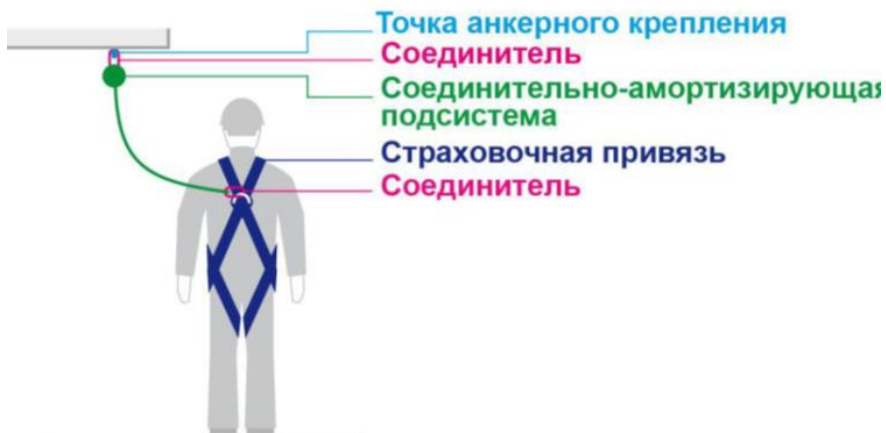 Точка анкерного крепления
Соединитель
Соединительно-амортизирующая
подсистема
Страховочная привязь
Соединитель